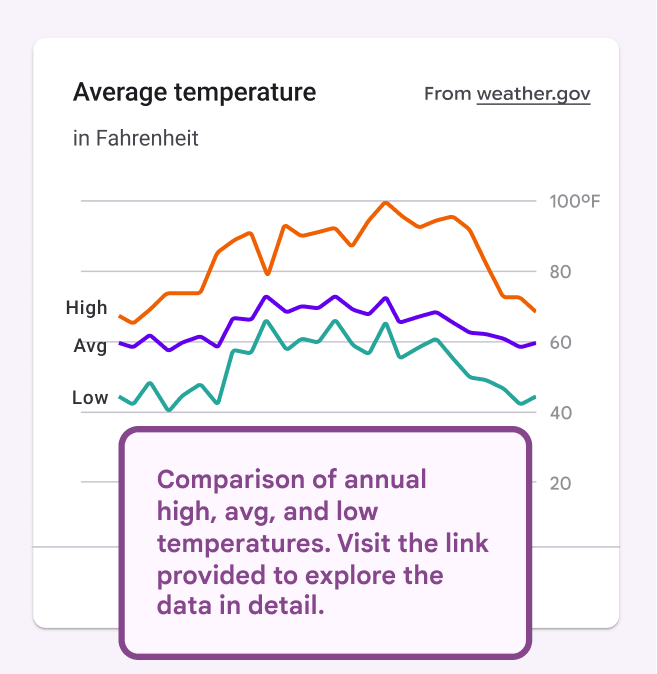 Average temperature
From weather.gov
in Fahrenheit
100ºF
80
High
Avg
60
Low
40
20
Comparison of annual
high, avg, and low
temperatures. Visit the link
provided to explore the
data in detail.